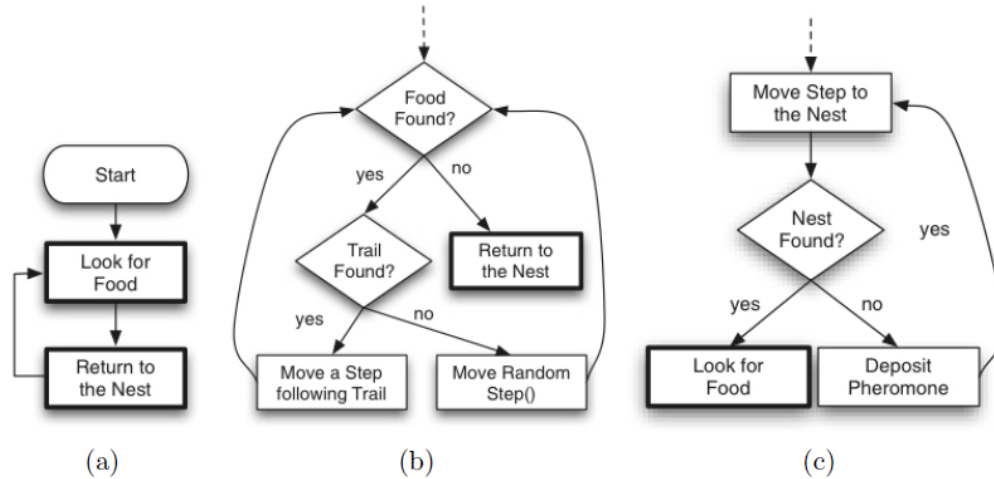 Start
Look for
Food
Return to
the Nest
(a)
Food
Found?
yes
no
Trail
Found?
Return to
the Nest
yes
no
Move a Step
following Trail
Move Random
Step()
(b)
Move Step to
the Nest
Nest
Found?
yes
yes
no
Look for
Food
Deposit
Pheromone
(c)